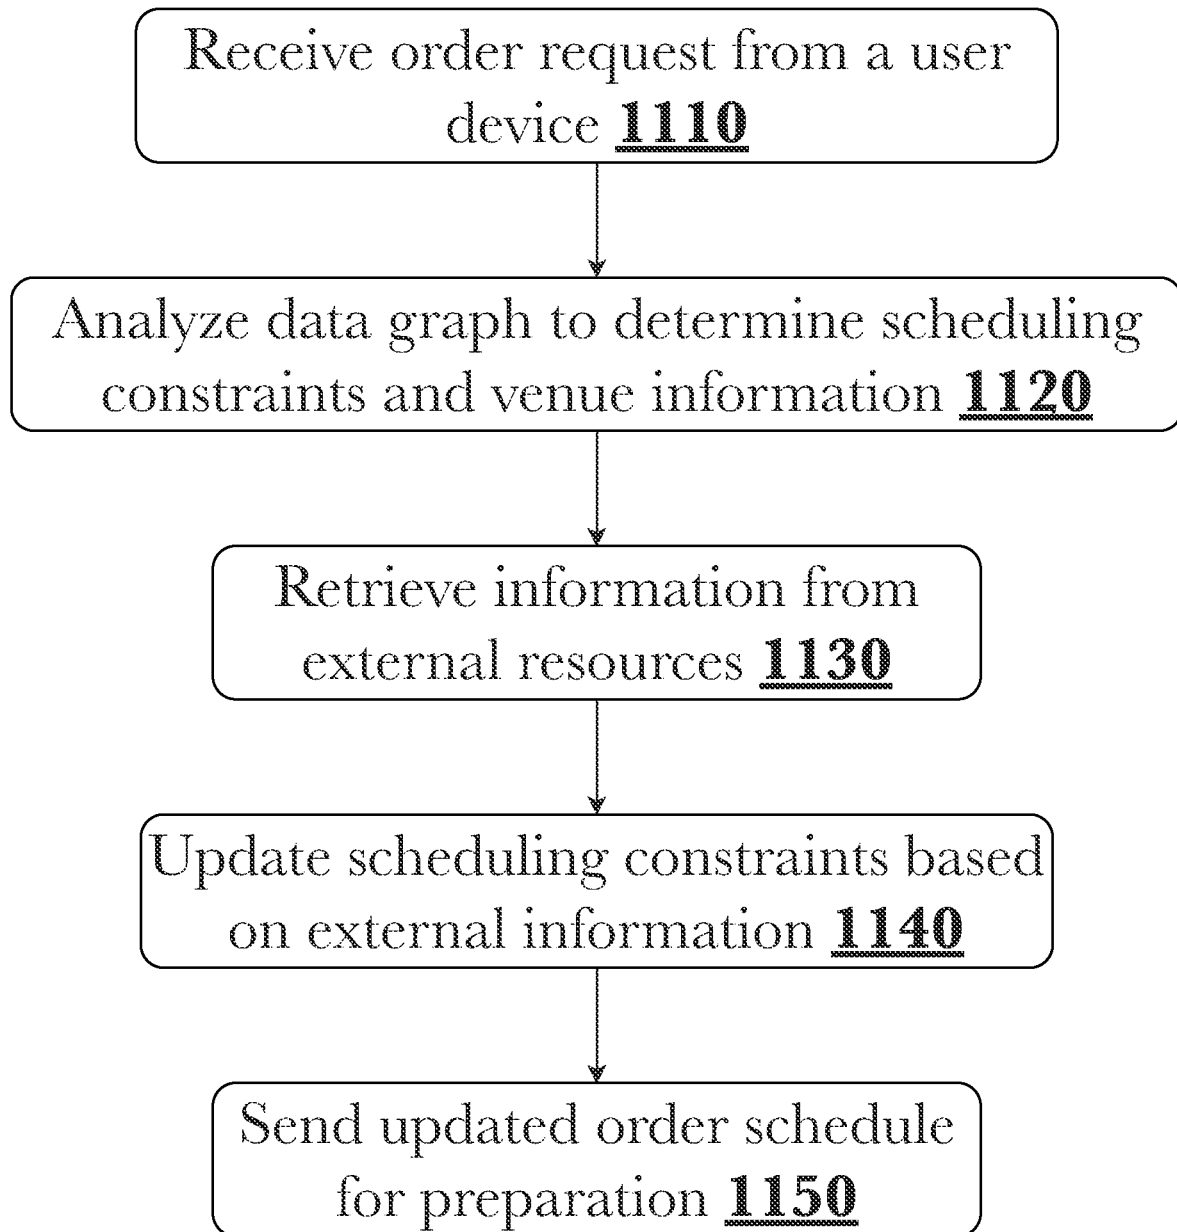 Receive order request from a user
device 1110
Analyze data graph to determine scheduling
constraints and venue information 1120
Retrieve information from
external resources 1130
Update scheduling constraints based
on external information 1140
Send updated order schedule
for preparation 1150